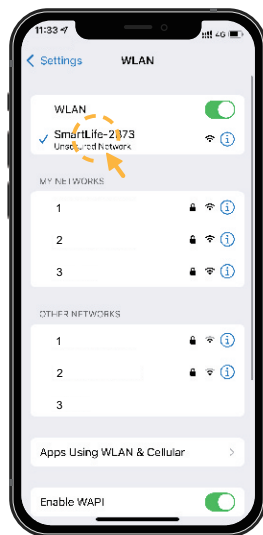 11:33
4G
Settings
WLAN
WLAN
SmartLife-2B73
Unsecured Network
MY NETWORKS
1
2
3
OTHER NETWORKS
1
2
3
Apps Using WLAN & Cellular
Enable WAPI